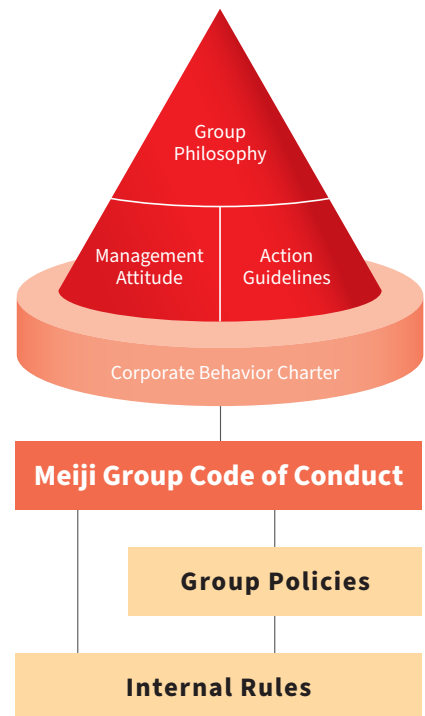 Group
Philosophy
Management
Attitude
Action
Guidelines
Corporate Behavior Charter
Meiji Group Code of Conduct
Group Policies
Internal Rules